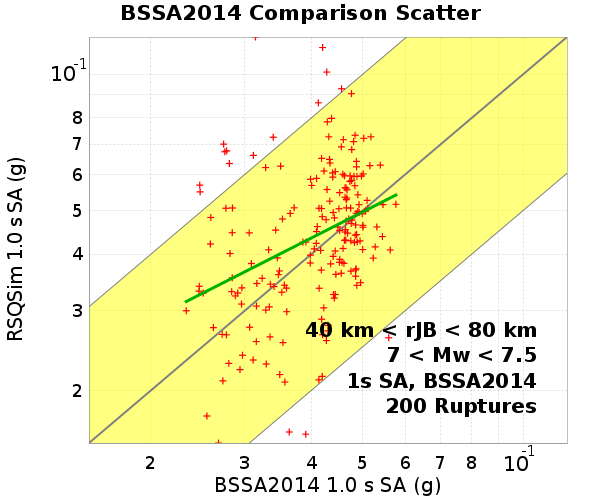 BSSA2014 Comparison Scatter
10⁻¹
8
7
6
5
4
3
2
RSQSim 1.0 s SA (g)
40 km < rJB < 80 km
7 < Mw < 7.5
1s SA, BSSA2014
200 Ruptures
2 3 4 5 6 7 8 10⁻¹
BSSA2014 1.0 s SA (g)